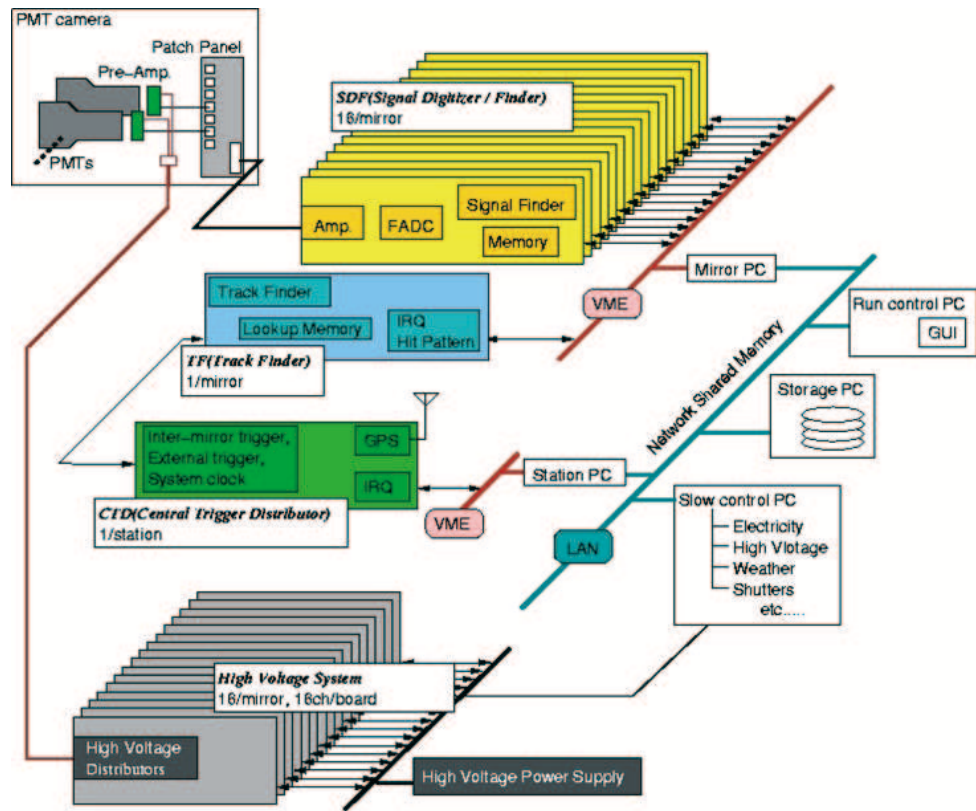 PMT camera
Patch Panel
Pre-Amp.
PMTs
SDF(Signal Digitizer / Finder)
16/mirror
Signal Finder
Amp.
FADC
Memory
Mirror PC
VME
Run control PC
GUI
Track Finder
Lookup Memory
IRQ
Hit Pattern
TF(Track Finder)
1/mirror
Network Shared Memory
Storage PC
Inter-mirror trigger,
External trigger,
System clock
GPS
IRQ
CTD(Central Trigger Distributor)
1/station
VME
Station PC
LAN
Slow control PC
Electricity
High Vlotage
Weather
Shutters
etc.....
High Voltage System
16/mirror, 16ch/board
High Voltage
Distributors
High Voltage Power Supply